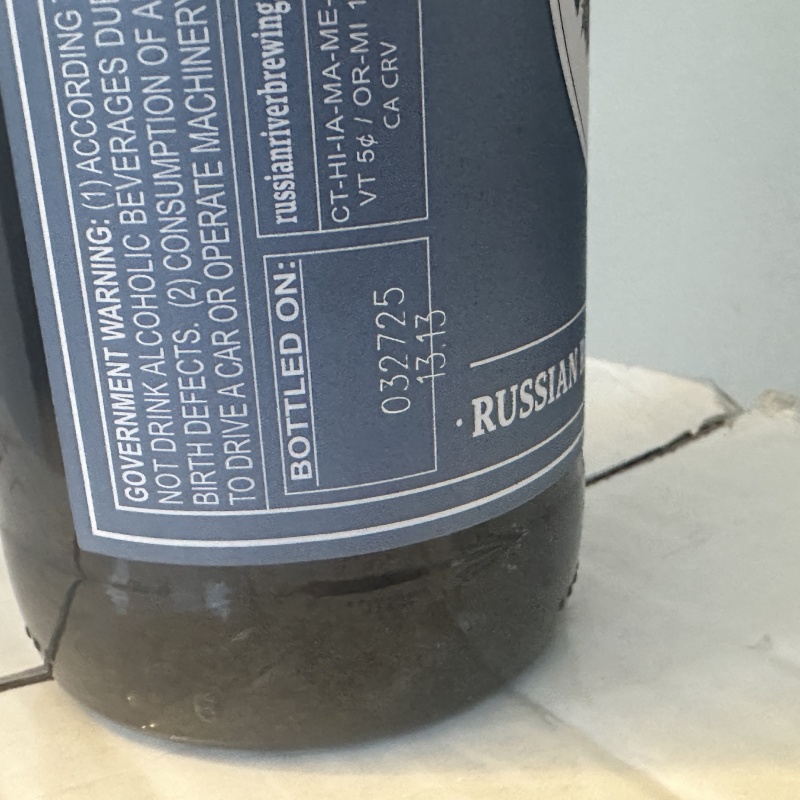 GOVERNMENT WARNING: (1) ACCORDING
NOT DRINK ALCOHOLIC BEVERAGES DUR
BIRTH DEFECTS. (2) CONSUMPTION OF A
TO DRIVE A CAR OR OPERATE MACHINERY
russianriverbrewing
CT-HI-IA-MA-ME-
VT 5¢ / OR-MI 1
CA CRV
BOTTLED ON:
032725
13.13
· RUSSIAN